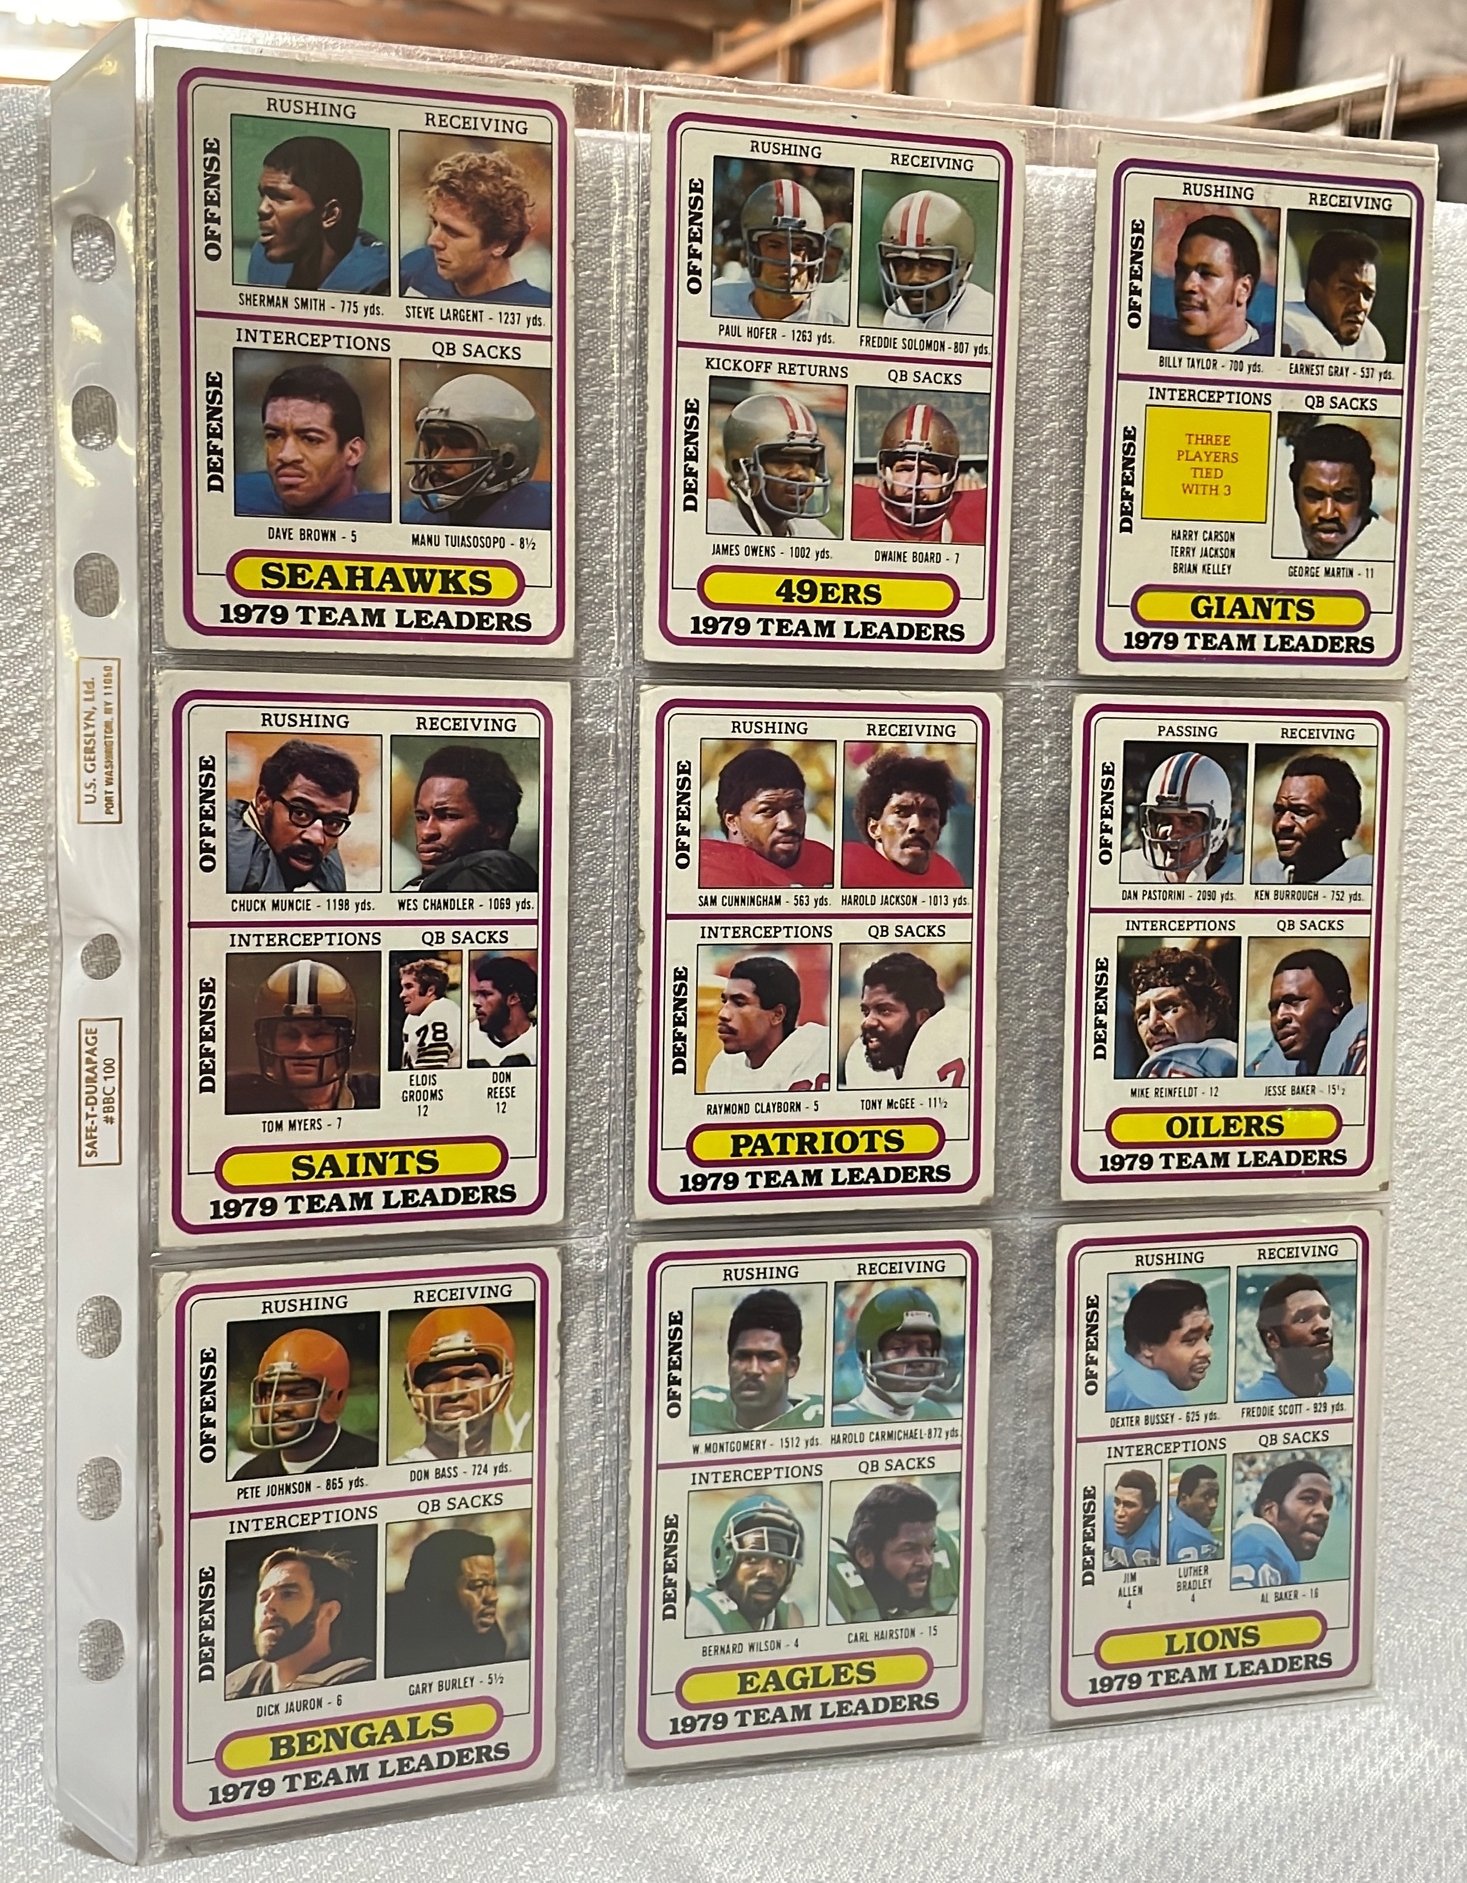 U.S. GERSLYN, Ltd.
PORT WASHINGTON, NY 11050
SAFE-T-DURAPAGE
#BBC 100
OFFENSE
RUSHING
RECEIVING
SHERMAN SMITH - 775 yds.
STEVE LARGENT - 1237 yds.
DEFENSE
INTERCEPTIONS
QB SACKS
DAVE BROWN - 5
MANU TUIASOSOPO - 8½
SEAHAWKS
1979 TEAM LEADERS
OFFENSE
RUSHING
RECEIVING
PAUL HOFER - 1263 yds.
FREDDIE SOLOMON - 807 yds.
DEFENSE
KICKOFF RETURNS
QB SACKS
JAMES OWENS - 1002 yds.
DWAINE BOARD - 7
49ERS
1979 TEAM LEADERS
OFFENSE
RUSHING
RECEIVING
BILLY TAYLOR - 700 yds.
EARNEST GRAY - 537 yds.
DEFENSE
INTERCEPTIONS
QB SACKS
THREE
PLAYERS
TIED
WITH 3
HARRY CARSON
TERRY JACKSON
BRIAN KELLEY
GEORGE MARTIN - 11
GIANTS
1979 TEAM LEADERS
OFFENSE
RUSHING
RECEIVING
CHUCK MUNCIE - 1198 yds.
WES CHANDLER - 1069 yds.
DEFENSE
INTERCEPTIONS
QB SACKS
78
TOM MYERS - 7
ELOIS
GROOMS
12
DON
REESE
12
SAINTS
1979 TEAM LEADERS
OFFENSE
RUSHING
RECEIVING
SAM CUNNINGHAM - 563 yds.
HAROLD JACKSON - 1013 yds.
DEFENSE
INTERCEPTIONS
QB SACKS
RAYMOND CLAYBORN - 5
TONY McGEE - 11½
PATRIOTS
1979 TEAM LEADERS
OFFENSE
PASSING
RECEIVING
DAN PASTORINI - 2090 yds.
KEN BURROUGH - 752 yds.
DEFENSE
INTERCEPTIONS
QB SACKS
MIKE REINFELDT - 12
JESSE BAKER - 15½
OILERS
1979 TEAM LEADERS
OFFENSE
RUSHING
RECEIVING
PETE JOHNSON - 865 yds.
DON BASS - 724 yds.
DEFENSE
INTERCEPTIONS
QB SACKS
DICK JAURON - 6
GARY BURLEY - 5½
BENGALS
1979 TEAM LEADERS
OFFENSE
RUSHING
RECEIVING
W. MONTGOMERY - 1512 yds.
HAROLD CARMICHAEL - 872 yds.
DEFENSE
INTERCEPTIONS
QB SACKS
BERNARD WILSON - 4
CARL HAIRSTON - 15
EAGLES
1979 TEAM LEADERS
OFFENSE
RUSHING
RECEIVING
DEXTER BUSSEY - 625 yds.
FREDDIE SCOTT - 929 yds.
DEFENSE
INTERCEPTIONS
QB SACKS
JIM
ALLEN
4
LUTHER
BRADLEY
4
AL BAKER - 16
LIONS
1979 TEAM LEADERS